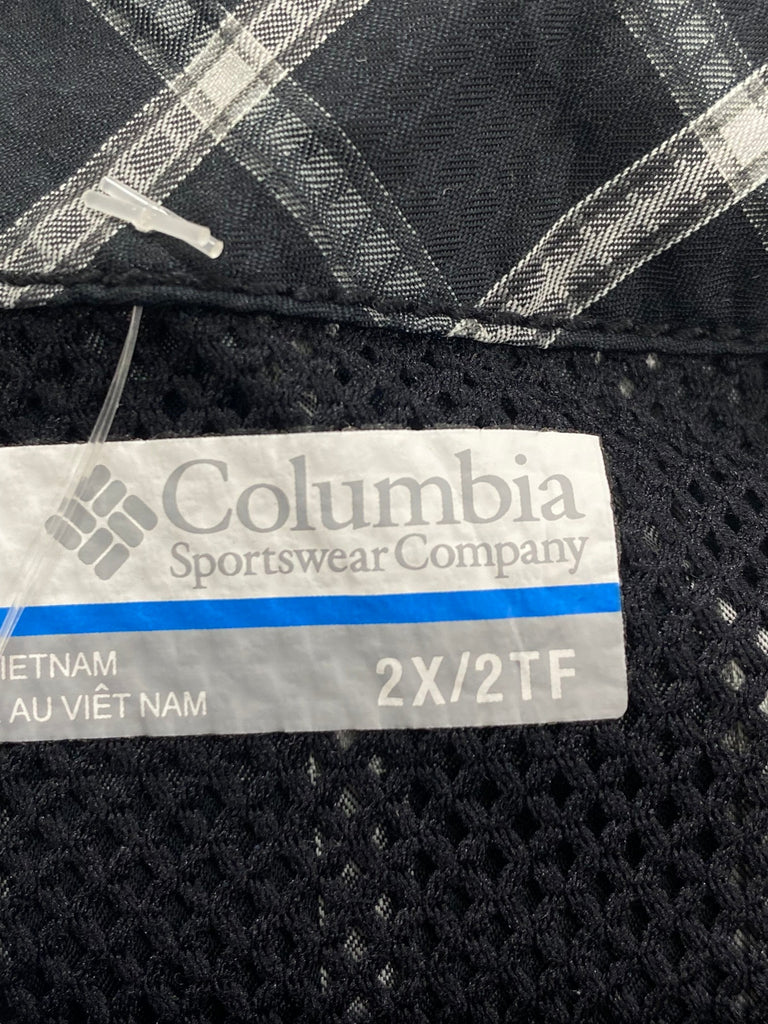 Columbia
Sportswear Company
IETNAM
AU VIÊT NAM
2X/2TF